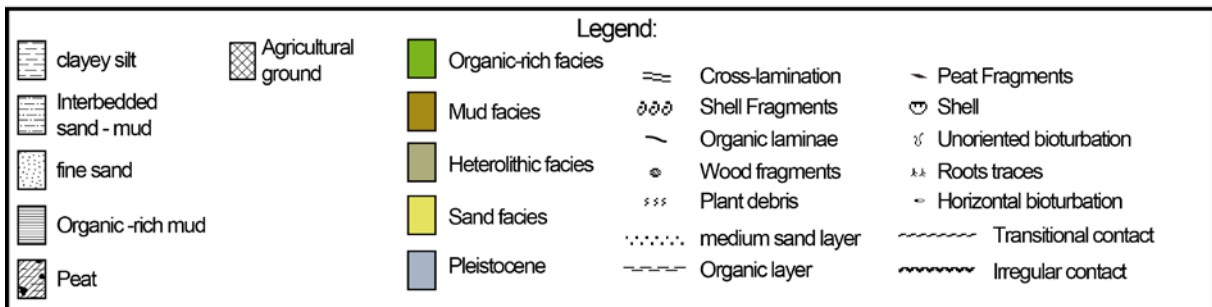 Legend:
clayey silt
Interbedded
sand - mud
fine sand
Organic -rich mud
Peat
Agricultural
ground
Organic-rich facies
Mud facies
Heterolithic facies
Sand facies
Pleistocene
Cross-lamination
Shell Fragments
Organic laminae
Wood fragments
Plant debris
medium sand layer
Organic layer
Peat Fragments
Shell
Unoriented bioturbation
Roots traces
Horizontal bioturbation
Transitional contact
Irregular contact